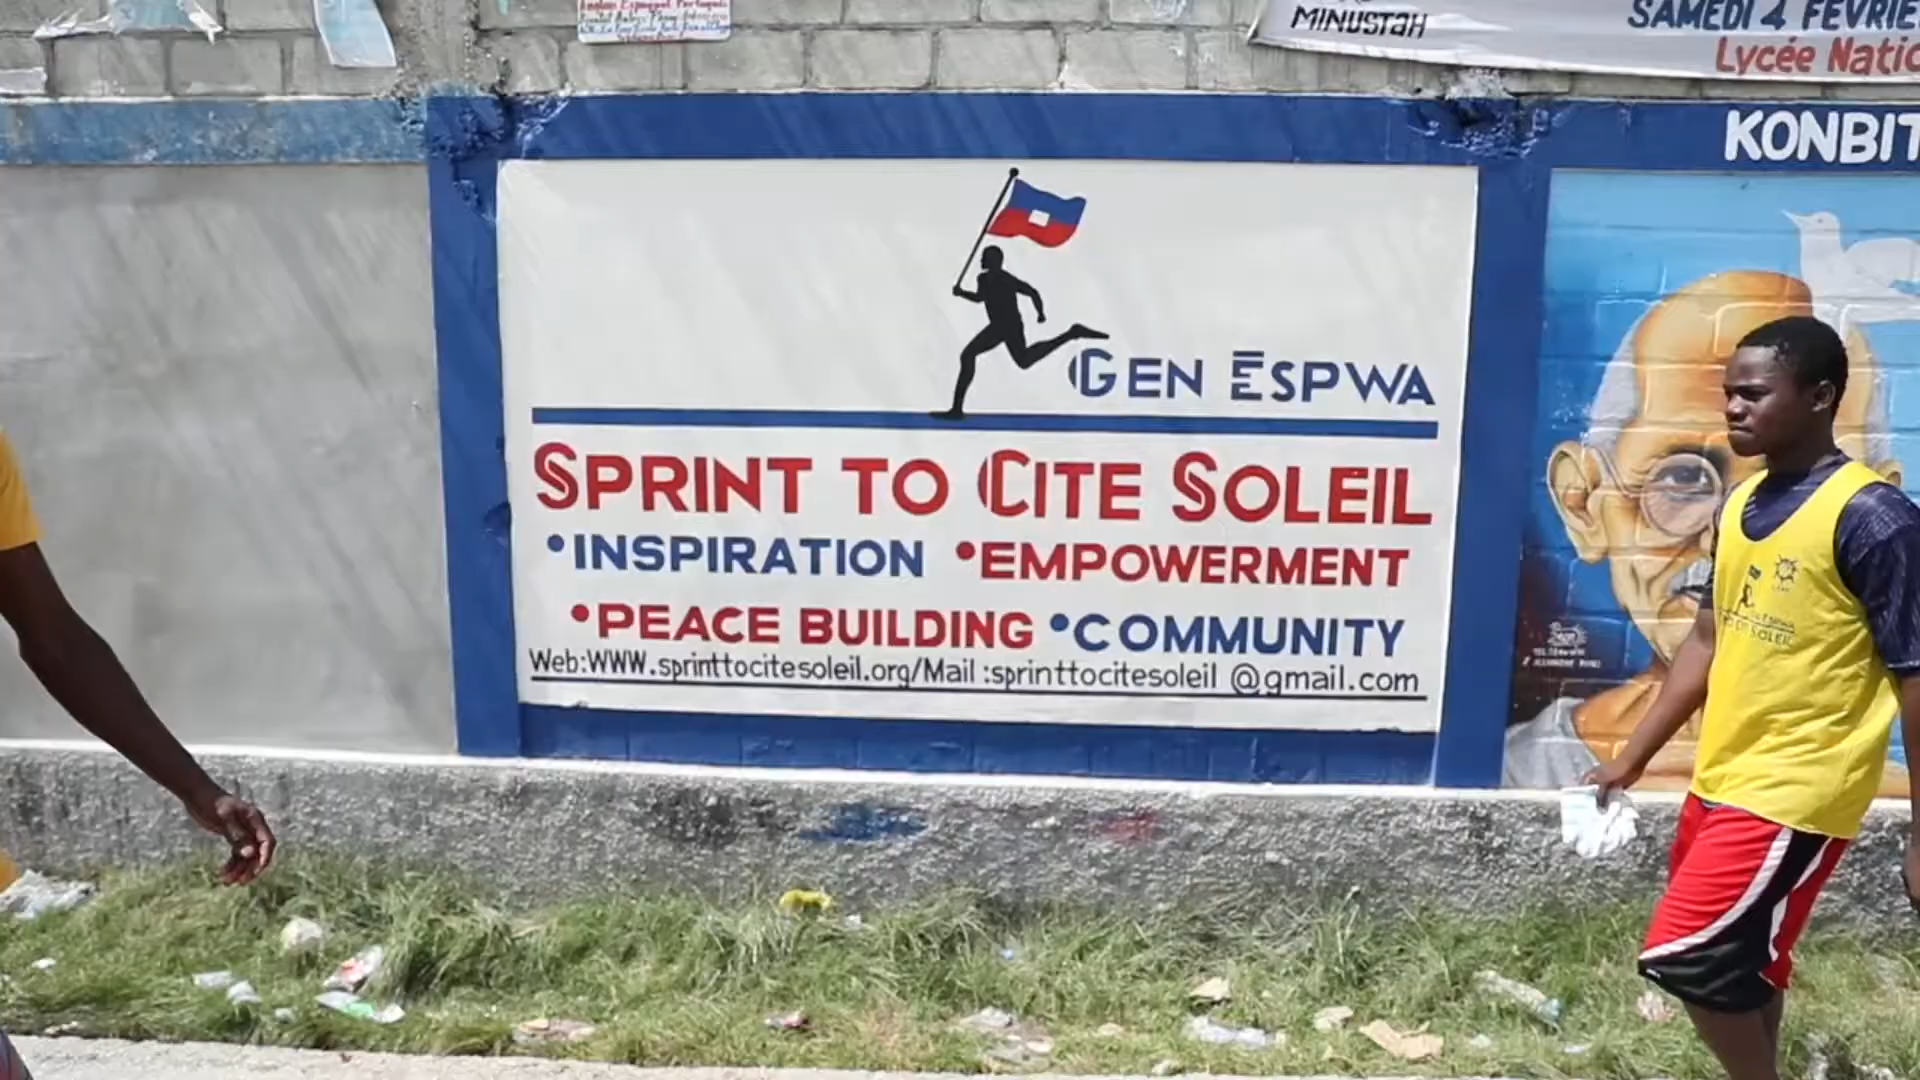 MINUSTAH
SAMEDI 4 FEVRIE
Lycée Natio
KONBIT
GEN ESPWA
SPRINT TO CITE SOLEIL
•INSPIRATION •EMPOWERMENT
•PEACE BUILDING •COMMUNITY
Web:WWW.sprinttocitesoleil.org/Mail :sprinttocitesoleil @gmail.com